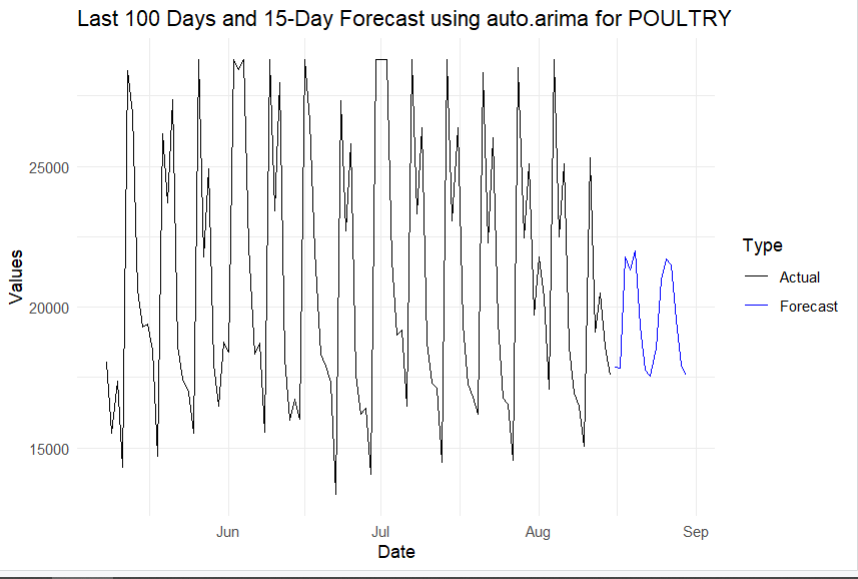 Last 100 Days and 15-Day Forecast using auto.arima for POULTRY
25000
20000
15000
Values
Jun Jul Aug Sep
Date
Type
Actual
Forecast